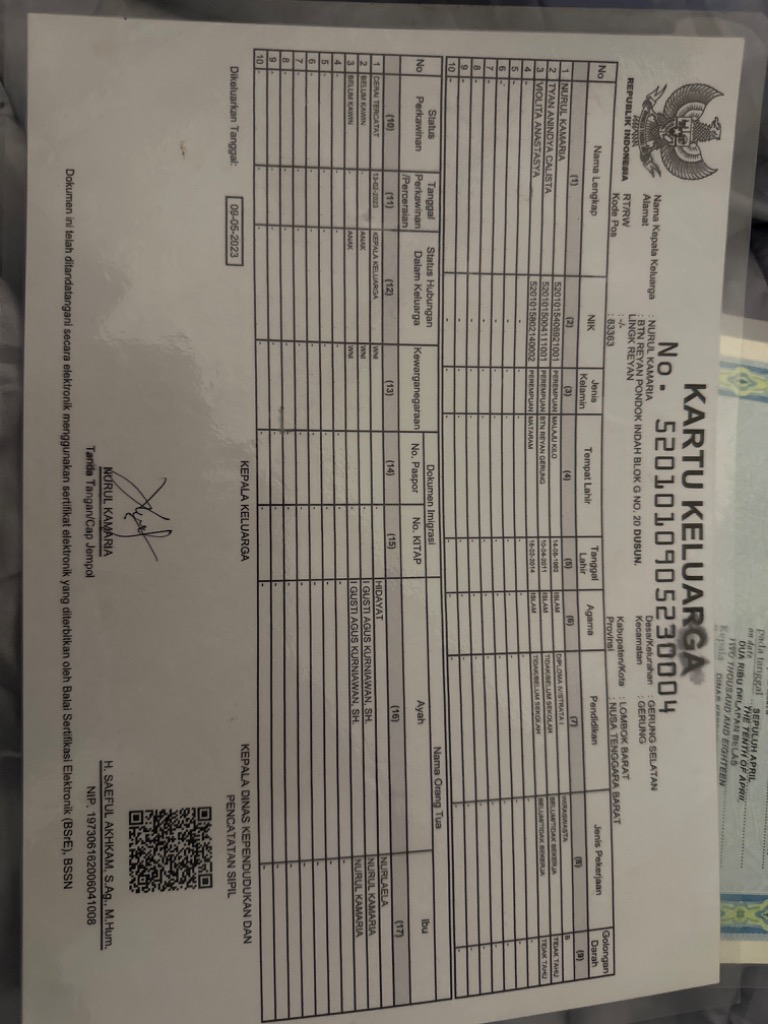 KARTU KELUARGA
No. 5201010905230004
REPUBLIK INDONESIA
Nama Kepala Keluarga : NURUL KAMARIA
Alamat : BTN REYAN PONDOK INDAH BLOK G NO, 20 DUSUN,
LINGK REYAN
RT/RW : -/-
Kode Pos : 83363
Desa/Kelurahan : GERUNG SELATAN
Kecamatan : GERUNG
Kabupaten/Kota : LOMBOK BARAT
Provinsi : NUSA TENGGARA BARAT
No Nama Lengkap NIK Jenis Kelamin Tempat Lahir Tanggal Lahir Agama Pendidikan Jenis Pekerjaan Golongan Darah
(1) (2) (3) (4) (5) (6) (7) (8) (9)
1 NURUL KAMARIA 5201015408921001 PEREMPUAN MALAJU KILO ISLAM DIPLOMA IV/STRATA I WIRASWASTA B
2 TYAN ANINDYA CALISTA 5201015004111001 PEREMPUAN BTN REYAN GERUNG 10-04-2011 ISLAM TIDAK/BELUM SEKOLAH BELUM/TIDAK BEKERJA TIDAK TAHU
3 VIOLITA ANASTASYA 5201015802140002 PEREMPUAN MATARAM 18-02-2014 ISLAM TIDAK/BELUM SEKOLAH BELUM/TIDAK BEKERJA TIDAK TAHU
4 - - - - - - - - -
5 - - - - - - - - -
6 - - - - - - - - -
7 - - - - - - - - -
8 - - - - - - - - -
9 - - - - - - - - -
10 - - - - - - - - -
No Status Perkawinan Tanggal Perkawinan /Perceraian Status Hubungan Dalam Keluarga Kewarganegaraan Dokumen Imigrasi Nama Orang Tua
No. Paspor No. KITAP Ayah Ibu
(10) (11) (12) (13) (14) (15) (16) (17)
1 CERAI TERCATAT 13-02-2023 KEPALA KELUARGA WNI - - HIDAYAT NURLAELA
2 BELUM KAWIN - ANAK WNI - - I GUSTI AGUS KURNIAWAN, SH. NURUL KAMARIA
3 BELUM KAWIN - ANAK WNI - - I GUSTI AGUS KURNIAWAN, SH. NURUL KAMARIA
4 - - - - - - - -
5 - - - - - - - -
6 - - - - - - - -
7 - - - - - - - -
8 - - - - - - - -
9 - - - - - - - -
10 - - - - - - - -
Dikeluarkan Tanggal: 09-05-2023
KEPALA KELUARGA
NURUL KAMARIA
Tanda Tangan/Cap Jempol
KEPALA DINAS KEPENDUDUKAN DAN
PENCATATAN SIPIL
H. SAEFUL AKHKAM, S.Ag., M.Hum.
NIP. 197306162006041008
Dokumen ini telah ditandatangani secara elektronik menggunakan sertifikat elektronik yang diterbitkan oleh Balai Sertifikasi Elektronik (BSrE), BSSN
pada tanggal SEPULUH APRIL
on date THE TENTH OF APRIL
DUA RIBU DELAPAN BELAS
TWO THOUSAND AND EIGHTEEN
Kepala DINAS